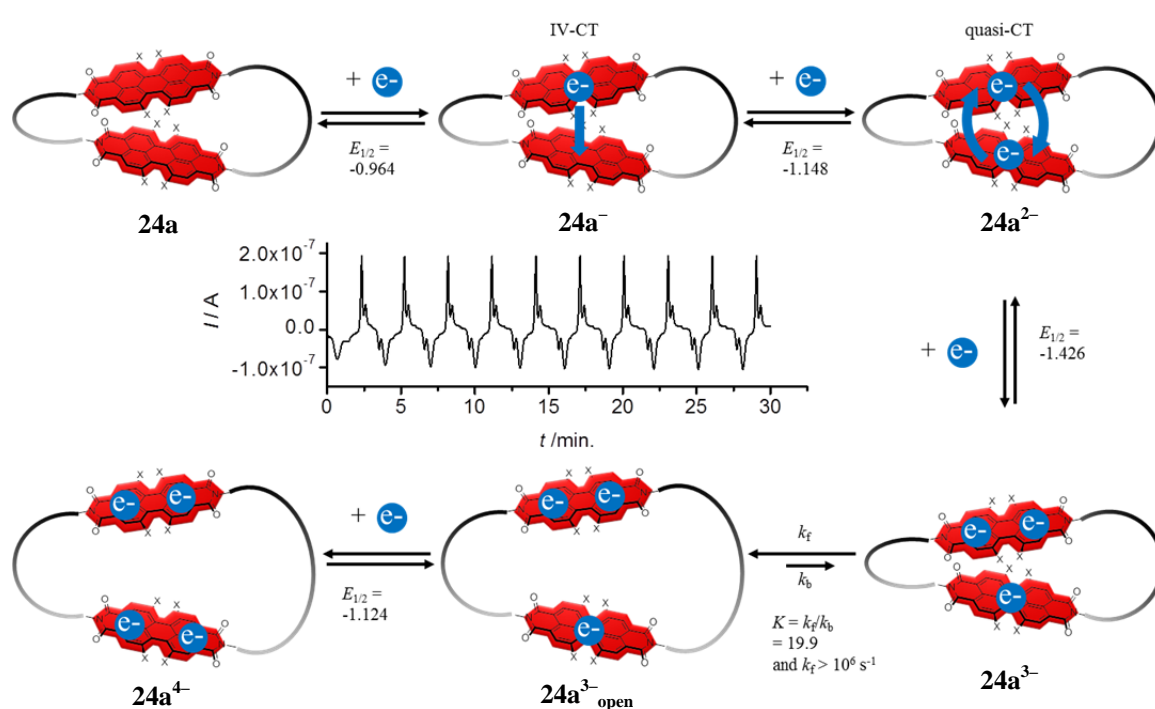 IV-CT
quasi-CT
X X
O O
O O
X X
X X
O O
O O
X X
+ e-
E1/2 =
-0.964
X X
O O
e-
O O
X X
X X
O O
O O
X X
+ e-
E1/2 =
-1.148
X X
O O
e-
O O
X X
X X
O O
e-
O O
X X
24a
24a–
24a2–
2.0x10-7
1.0x10-7
0.0
-1.0x10-7
I / A
0 5 10 15 20 25 30
t /min.
+ e-
E1/2 =
-1.426
X X
O O
e- e-
O O
X X
X X
O O
e- e-
O O
X X
+ e-
E1/2 =
-1.124
X X
O O
e- e-
O O
X X
X X
O O
e-
O O
X X
kf
kb
K = kf/kb
= 19.9
and kf > 106 s-1
X X
O O
e- e-
O O
X X
X X
O O
e-
O O
X X
24a4–
24a3–open
24a3–